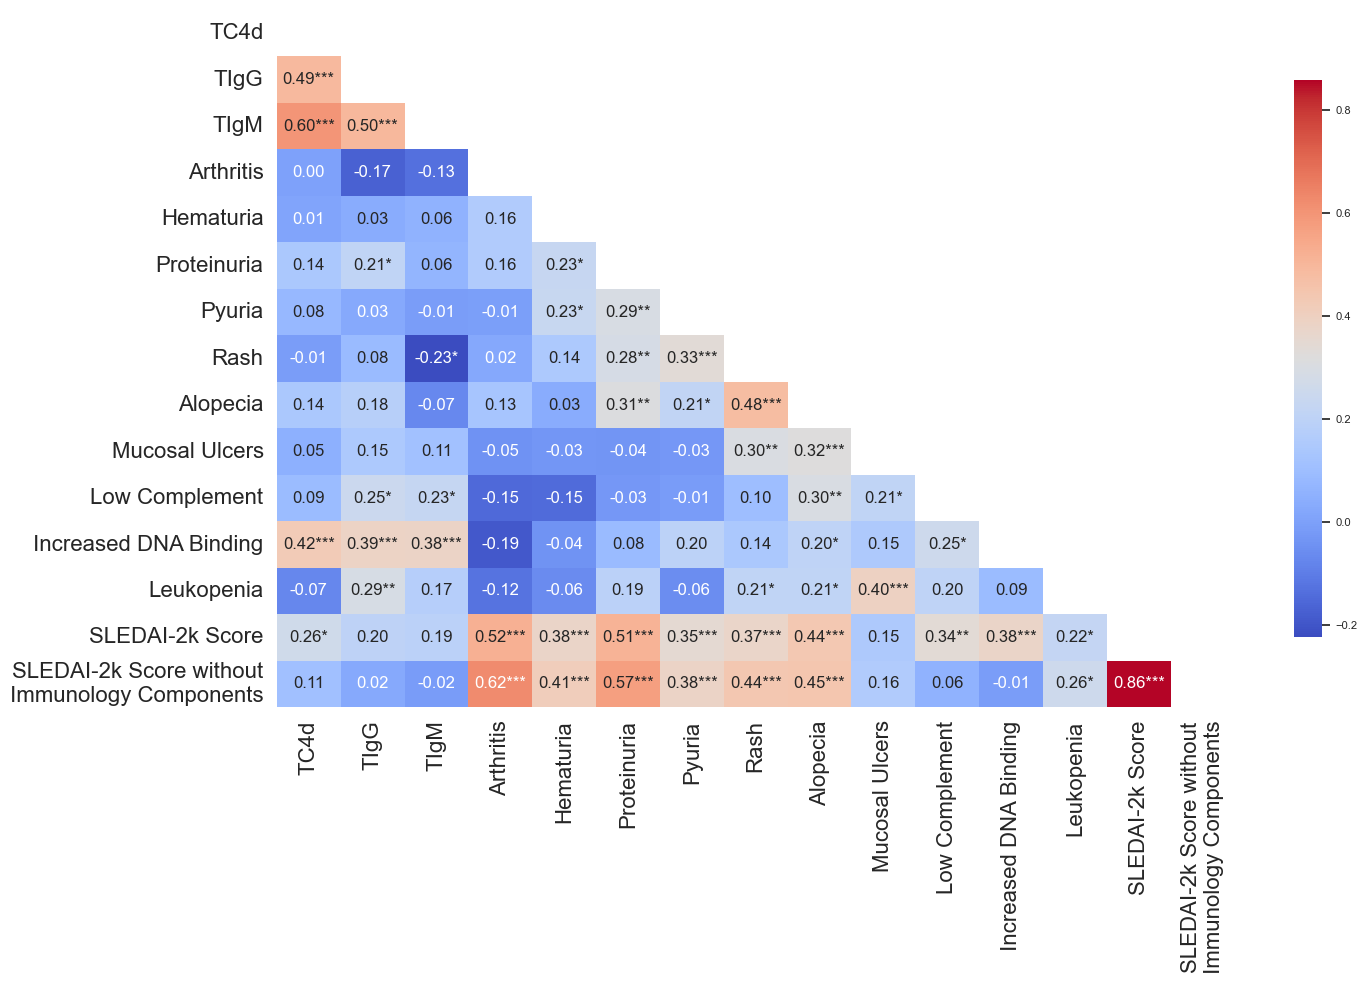 TC4d
TIgG 0.49***
TIgM 0.60*** 0.50***
Arthritis 0.00 -0.17 -0.13
Hematuria 0.01 0.03 0.06 0.16
Proteinuria 0.14 0.21* 0.06 0.16 0.23*
Pyuria 0.08 0.03 -0.01 -0.01 0.23* 0.29**
Rash -0.01 0.08 -0.23* 0.02 0.14 0.28** 0.33***
Alopecia 0.14 0.18 -0.07 0.13 0.03 0.31** 0.21* 0.48***
Mucosal Ulcers 0.05 0.15 0.11 -0.05 -0.03 -0.04 -0.03 0.30** 0.32***
Low Complement 0.09 0.25* 0.23* -0.15 -0.15 -0.03 -0.01 0.10 0.30** 0.21*
Increased DNA Binding 0.42*** 0.39*** 0.38*** -0.19 -0.04 0.08 0.20 0.14 0.20* 0.15 0.25*
Leukopenia -0.07 0.29** 0.17 -0.12 -0.06 0.19 -0.06 0.21* 0.21* 0.40*** 0.20 0.09
SLEDAI-2k Score 0.26* 0.20 0.19 0.52*** 0.38*** 0.51*** 0.35*** 0.37*** 0.44*** 0.15 0.34** 0.38*** 0.22*
SLEDAI-2k Score without
Immunology Components 0.11 0.02 -0.02 0.62*** 0.41*** 0.57*** 0.38*** 0.44*** 0.45*** 0.16 0.06 -0.01 0.26* 0.86***
TC4d
TIgG
TIgM
Arthritis
Hematuria
Proteinuria
Pyuria
Rash
Alopecia
Mucosal Ulcers
Low Complement
Increased DNA Binding
Leukopenia
SLEDAI-2k Score
SLEDAI-2k Score without
Immunology Components
0.8
0.6
0.4
0.2
0.0
−0.2